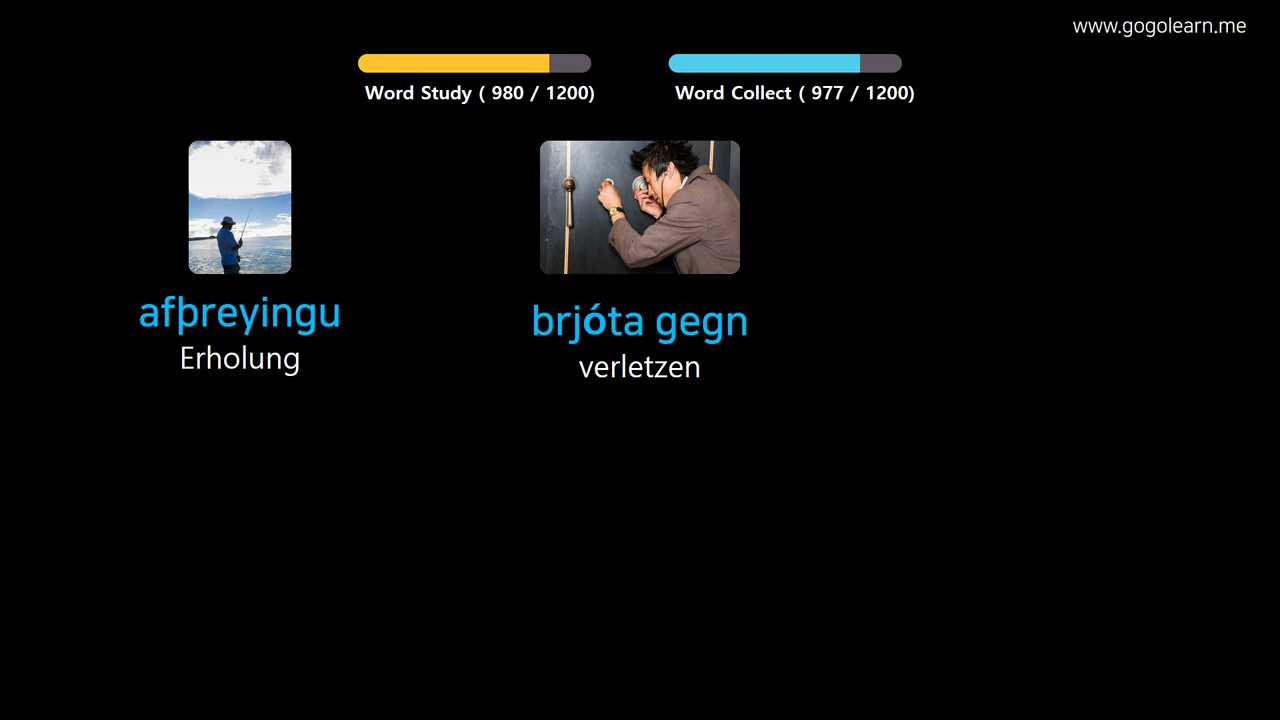 www.gogolearn.me
Word Study ( 980 / 1200)
Word Collect ( 977 / 1200)
afþreyingu
Erholung
brjóta gegn
verletzen